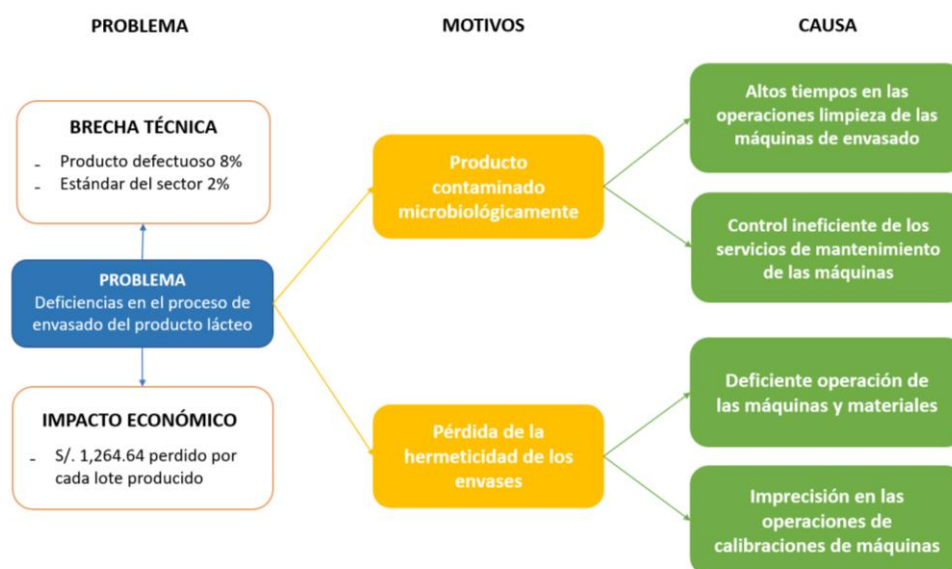 PROBLEMA
MOTIVOS
CAUSA
BRECHA TÉCNICA
- Producto defectuoso 8%
- Estándar del sector 2%
PROBLEMA
Deficiencias en el proceso de
envasado del producto lácteo
IMPACTO ECONÓMICO
- S/. 1,264.64 perdido por
cada lote producido
Producto
contaminado
microbiológicamente
Pérdida de la
hermeticidad de los
envases
Altos tiempos en las
operaciones limpieza de las
máquinas de envasado
Control ineficiente de los
servicios de mantenimiento
de las máquinas
Deficiente operación de
las máquinas y materiales
Imprecisión en las
operaciones de
calibraciones de máquinas